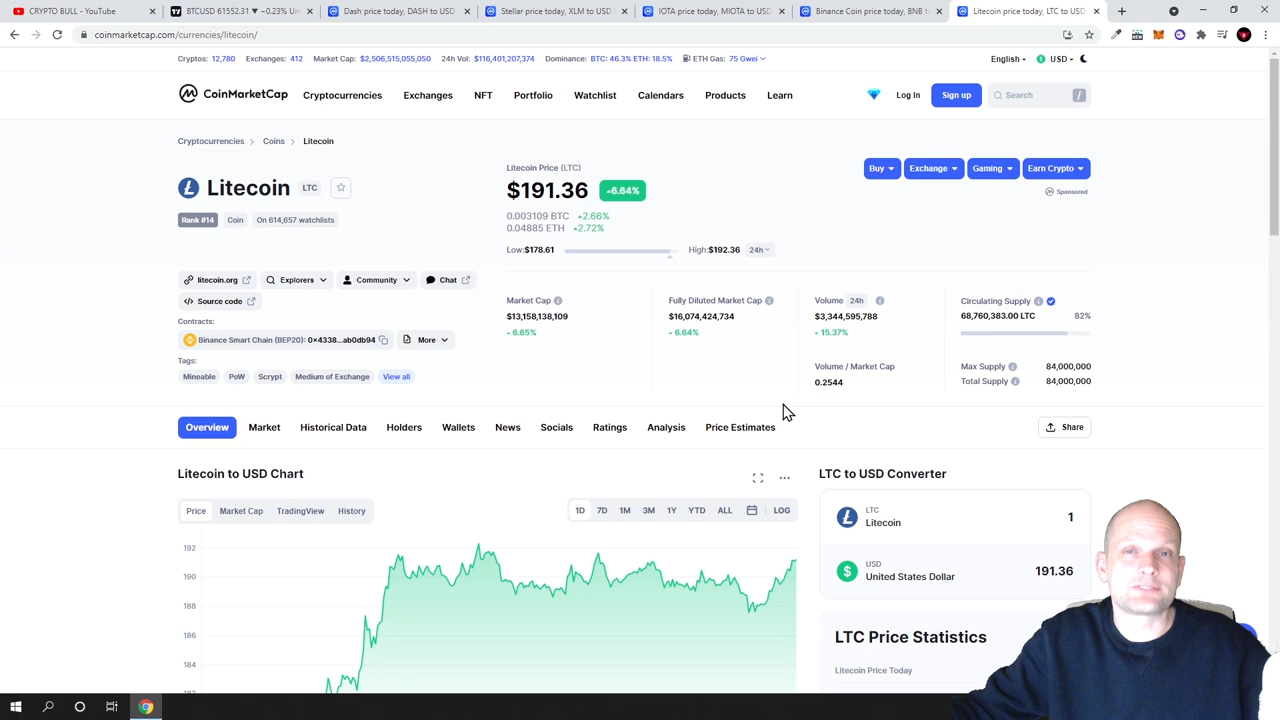 CRYPTO BULL - YouTube
BTCUSD 61552.31 ▼ −0.23% Un
Dash price today, DASH to USD
Stellar price today, XLM to USD
IOTA price today, MIOTA to USD
Binance Coin price today, BNB to
Litecoin price today, LTC to USD
coinmarketcap.com/currencies/litecoin/
Cryptos: 12,780 Exchanges: 412 Market Cap: $2,506,515,055,050 24h Vol: $116,401,207,374 Dominance: BTC: 46.3% ETH: 18.5% ETH Gas: 75 Gwei
English USD
CoinMarketCap Cryptocurrencies Exchanges NFT Portfolio Watchlist Calendars Products Learn
Log In Sign up Search /
Cryptocurrencies > Coins > Litecoin
Litecoin LTC
Rank #14 Coin On 614,657 watchlists
litecoin.org Explorers Community Chat
Source code
Contracts:
Binance Smart Chain (BEP20): 0×4338...ab0db94 More
Tags:
Mineable PoW Scrypt Medium of Exchange View all
Litecoin Price (LTC)
$191.36 6.64%
0.003109 BTC 2.66%
0.04885 ETH 2.72%
Low: $178.61 High: $192.36 24h
Buy Exchange Gaming Earn Crypto
Sponsored
Market Cap
$13,158,138,109
6.65%
Fully Diluted Market Cap
$16,074,424,734
6.64%
Volume 24h
$3,344,595,788
15.37%
Volume / Market Cap
0.2544
Circulating Supply
68,760,383.00 LTC 82%
Max Supply 84,000,000
Total Supply 84,000,000
Overview Market Historical Data Holders Wallets News Socials Ratings Analysis Price Estimates
Share
Litecoin to USD Chart
Price Market Cap TradingView History
1D 7D 1M 3M 1Y YTD ALL LOG
192
190
188
186
184
LTC to USD Converter
LTC
Litecoin 1
USD
United States Dollar 191.36
LTC Price Statistics
Litecoin Price Today